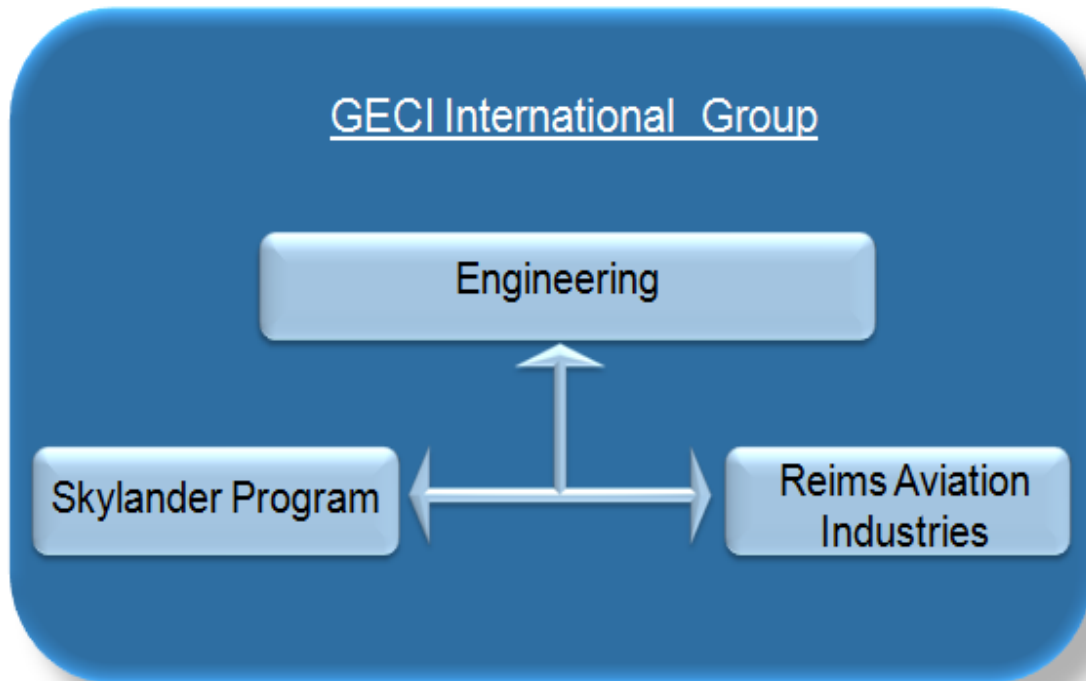 GECI International Group
Engineering
Skylander Program
Reims Aviation
Industries